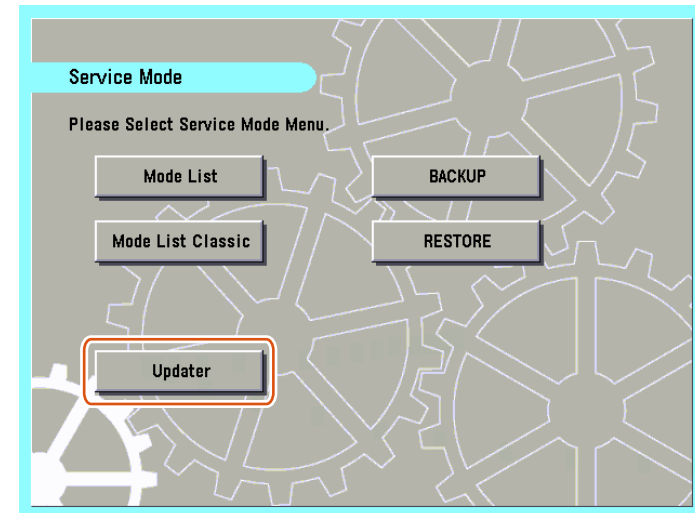 Service Mode
Please Select Service Mode Menu.
Mode List
BACKUP
Mode List Classic
RESTORE
Updater